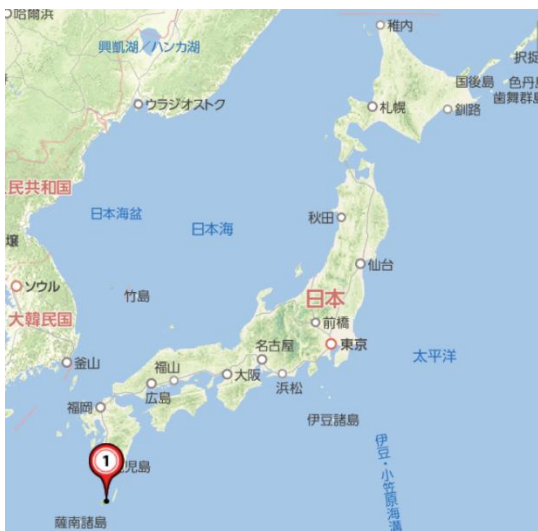 哈爾浜
稚内
興凱湖／ハンカ湖
択捉
国後島
色丹島
歯舞群島
ウラジオストク
札幌
釧路
民共和国
日本海盆
日本海
秋田
壌
仙台
ソウル
竹島
日本
大韓民国
前橋
名古屋
東京
太平洋
釜山
福山
大阪
浜松
広島
福岡
伊豆諸島
1
児島
伊豆・小笠原海溝
薩南諸島